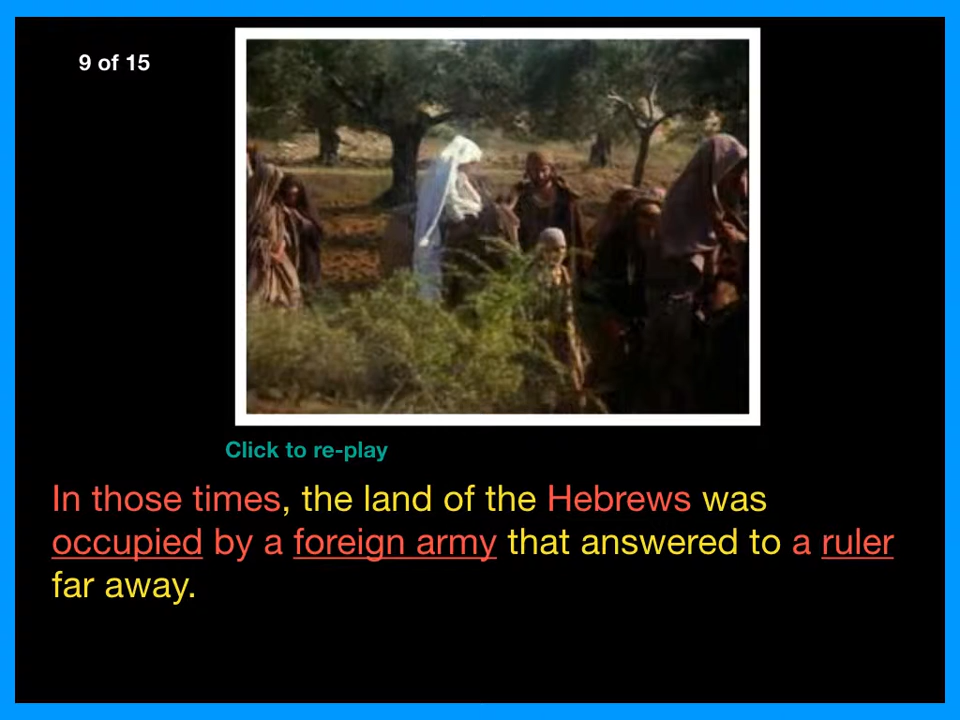 9 of 15
Click to re-play
In those times, the land of the Hebrews was
occupied by a foreign army that answered to a ruler
far away.